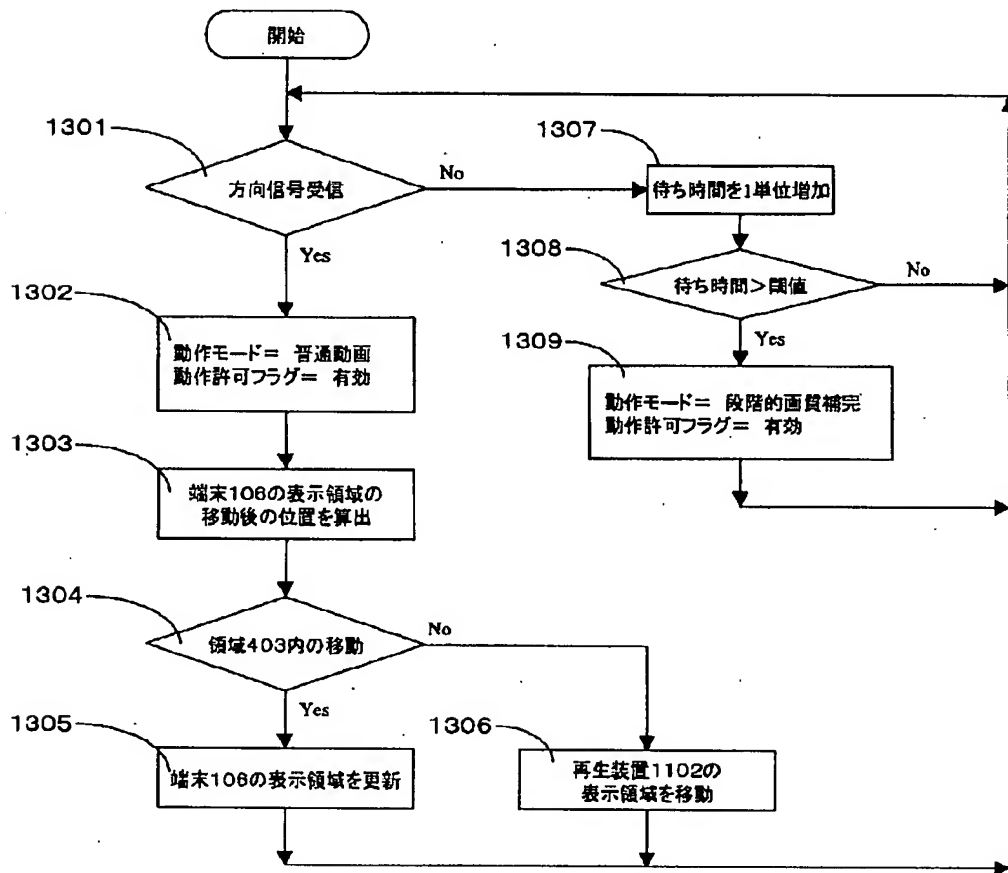 開始
1301
方向信号受信
No
Yes
1307
待ち時間を1単位増加
1308
待ち時間>閾値
No
Yes
1302
動作モード= 普通動画
動作許可フラグ= 有効
1309
動作モード= 段階的画質補完
動作許可フラグ= 有効
1303
端末106の表示領域の
移動後の位置を算出
1304
領域403内の移動
No
Yes
1305
端末106の表示領域を更新
1306
再生装置1102の
表示領域を移動